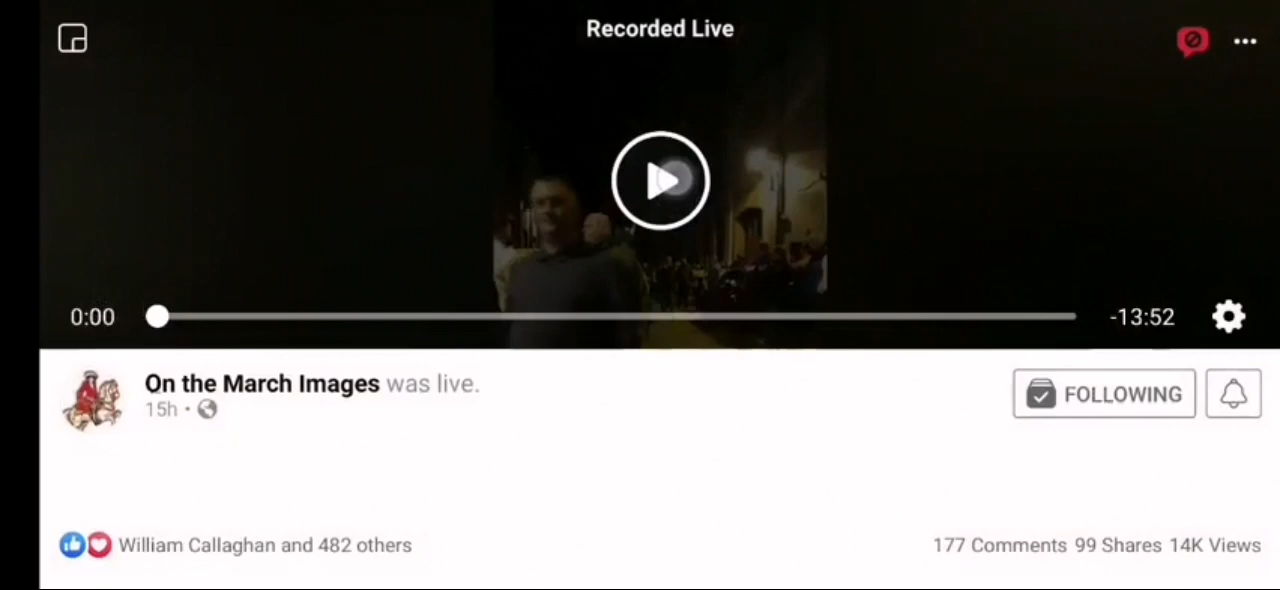 Recorded Live
0:00
-13:52
On the March Images was live.
15h •
FOLLOWING
William Callaghan and 482 others
177 Comments 99 Shares 14K Views